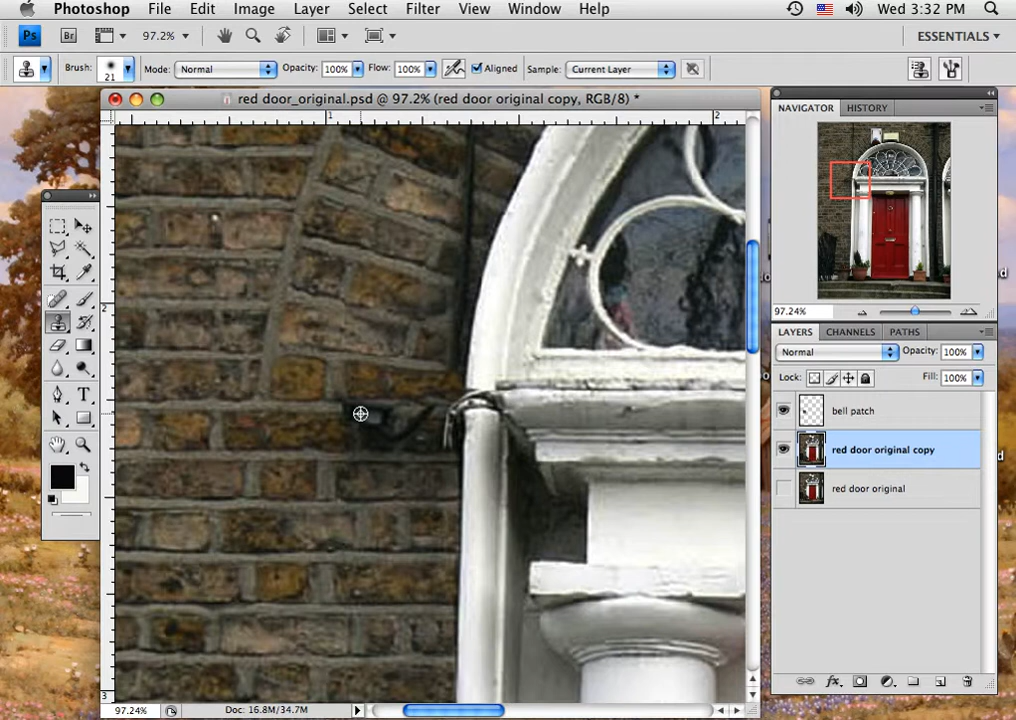 Photoshop File Edit Image Layer Select Filter View Window Help Wed 3:32 PM
Ps Br 97.2% ESSENTIALS
Brush: 21 Mode: Normal Opacity: 100% Flow: 100% Aligned Sample: Current Layer
red door_original.psd @ 97.2% (red door original copy, RGB/8) *
NAVIGATOR HISTORY
1 2
2
3
97.24%
LAYERS CHANNELS PATHS
Normal Opacity: 100%
Lock: Fill: 100%
bell patch
red door original copy
red door original
T
fx
97.24% Doc: 16.8M/34.7M